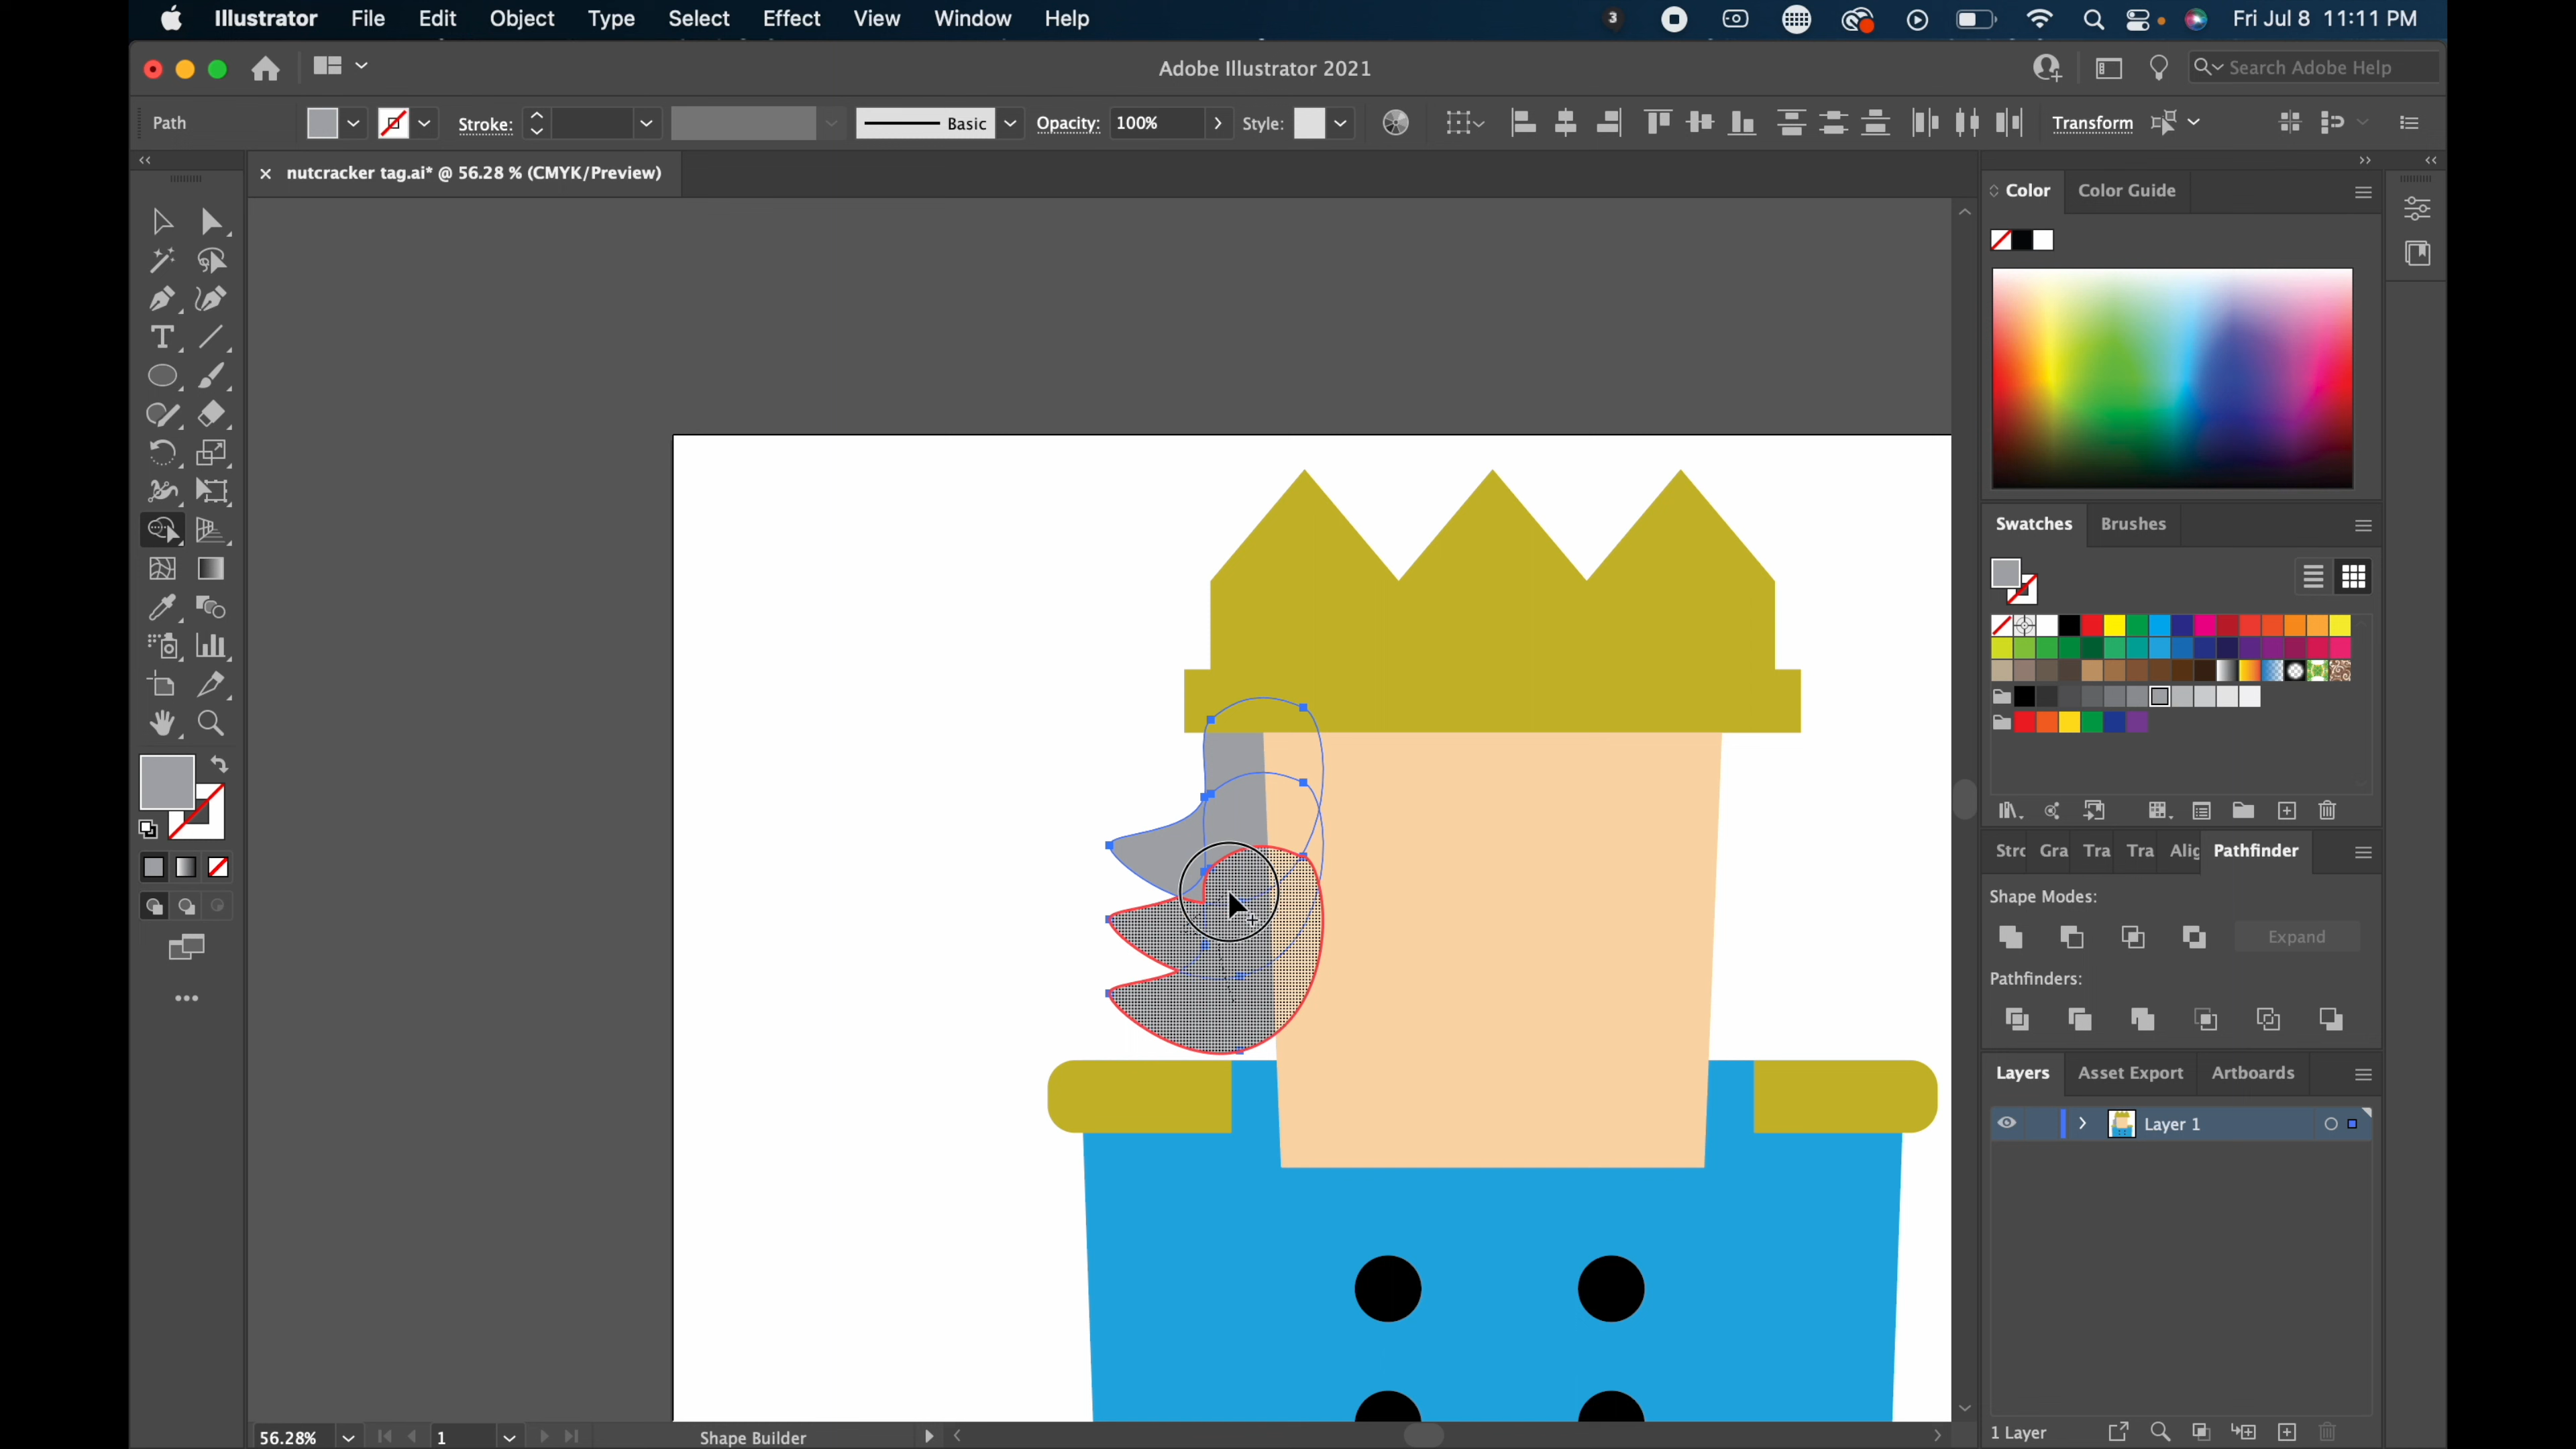 Illustrator File Edit Object Type Select Effect View Window Help 3 Fri Jul 8 11:11 PM
Adobe Illustrator 2021 Search Adobe Help
Path Stroke: Basic Opacity: 100% Style: Transform
nutcracker tag.ai* @ 56.28 % (CMYK/Preview)
Color Color Guide
Swatches Brushes
Stro Gra Tra Tra Alig Pathfinder
Shape Modes:
Expand
Pathfinders:
Layers Asset Export Artboards
Layer 1
56.28% 1 Shape Builder 1 Layer